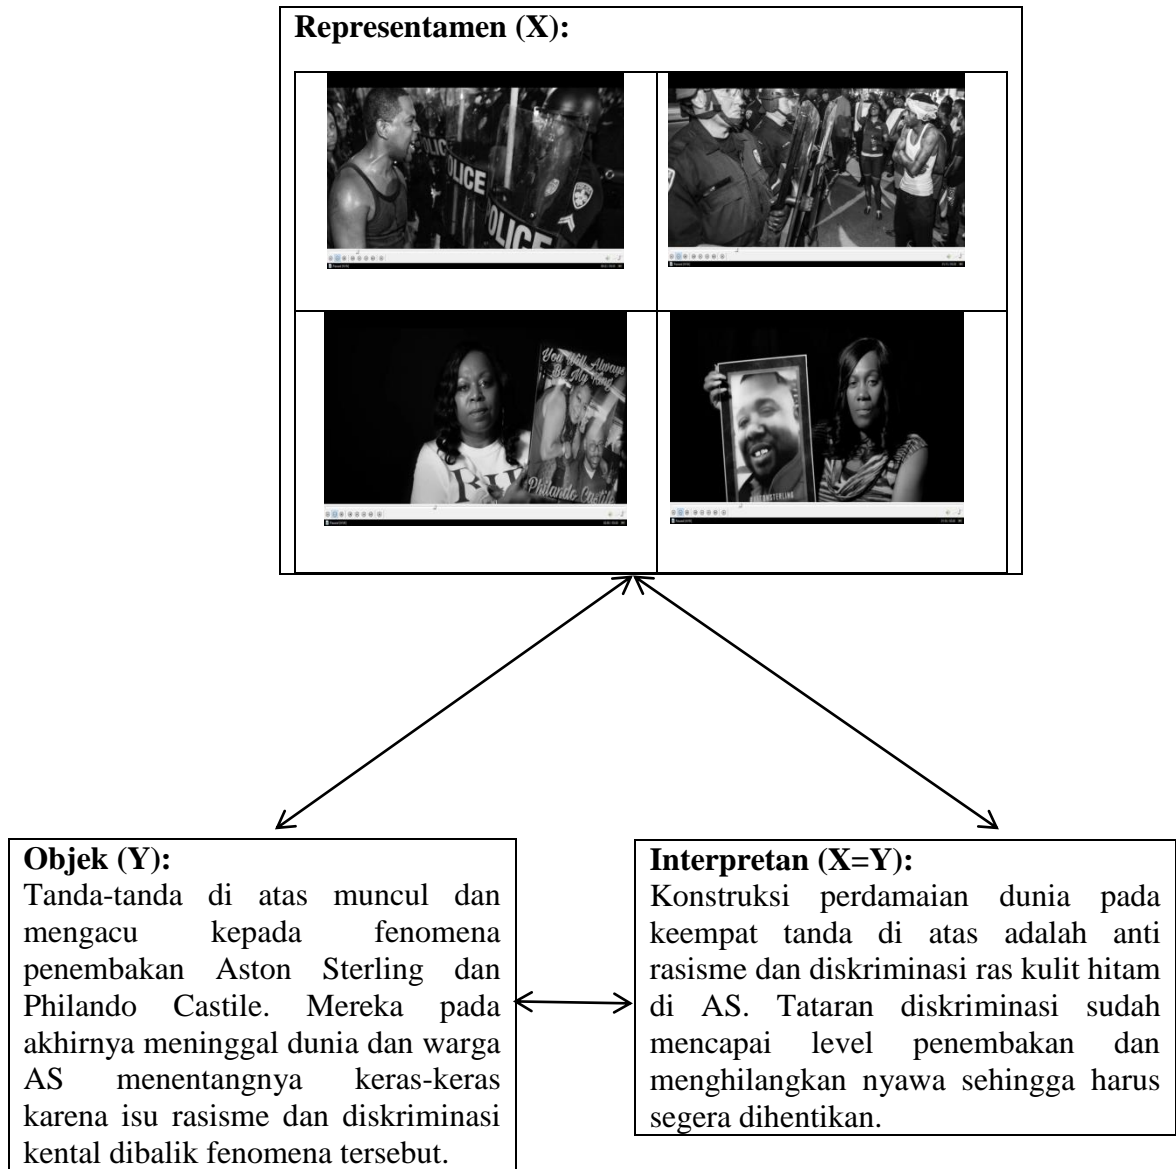 Representamen (X):
POLICE
POLICE
You Will Always
Be My King
Philando Castile
Objek (Y):
Tanda-tanda di atas muncul dan
mengacu kepada fenomena
penembakan Aston Sterling dan
Philando Castile. Mereka pada
akhirnya meninggal dunia dan warga
AS menentangnya keras-keras
karena isu rasisme dan diskriminasi
kental dibalik fenomena tersebut.
Interpretan (X=Y):
Konstruksi perdamaian dunia pada
keempat tanda di atas adalah anti
rasisme dan diskriminasi ras kulit hitam
di AS. Tataran diskriminasi sudah
mencapai level penembakan dan
menghilangkan nyawa sehingga harus
segera dihentikan.